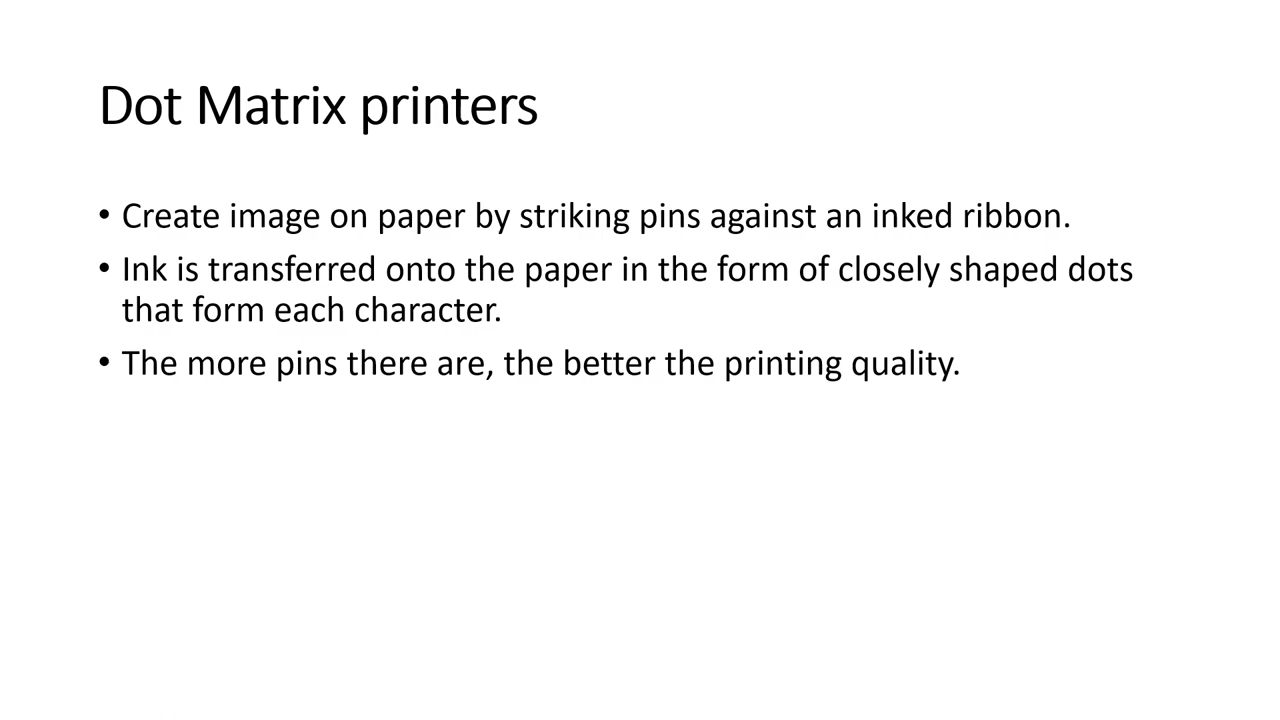 Dot Matrix printers
• Create image on paper by striking pins against an inked ribbon.
• Ink is transferred onto the paper in the form of closely shaped dots
that form each character.
• The more pins there are, the better the printing quality.